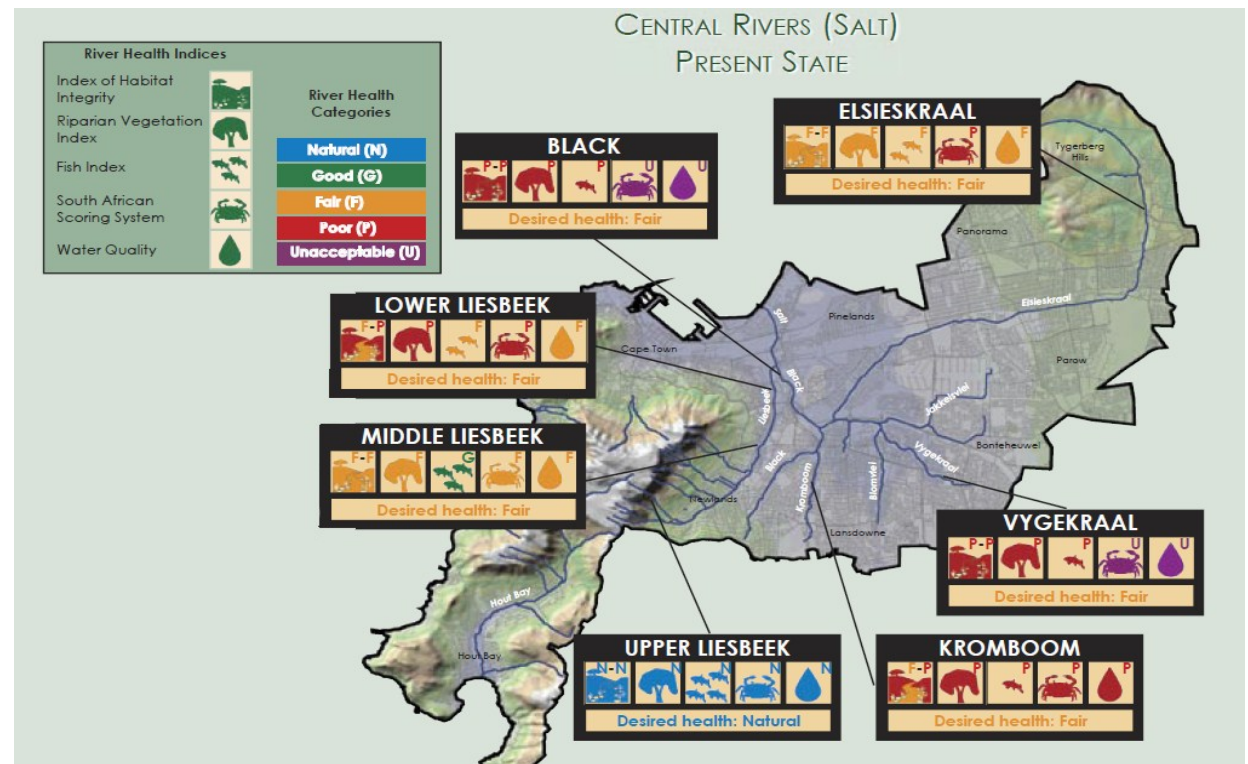 CENTRAL RIVERS (SALT)
PRESENT STATE
River Health Indices
Index of Habitat
Integrity
Riparian Vegetation
Index
Fish Index
South African
Scoring System
Water Quality
River Health
Categories
Natural (N)
Good (G)
Fair (F)
Poor (P)
Unacceptable (U)
BLACK
P-P P P U U
Desired health: Fair
ELSIESKRAAL
F-F F F P F
Desired health: Fair
LOWER LIESBEEK
F-P P F P F
Desired health: Fair
MIDDLE LIESBEEK
F-F F G F F
Desired health: Fair
UPPER LIESBEEK
N-N N N N N
Desired health: Natural
KROMBOOM
F-P P P P P
Desired health: Fair
VYGEKRAAL
P-P P P U U
Desired health: Fair
Tygerberg
Hills
Panorama
Elsieskraal
Pinelands
Parow
Salt
Cape Town
Black
Liesbeek
Jakkelsvlei
Bonteheuwel
Vygekraal
Black
Kromboom
Blomvlei
Newlands
Lansdowne
Hout Bay
Hout Bay